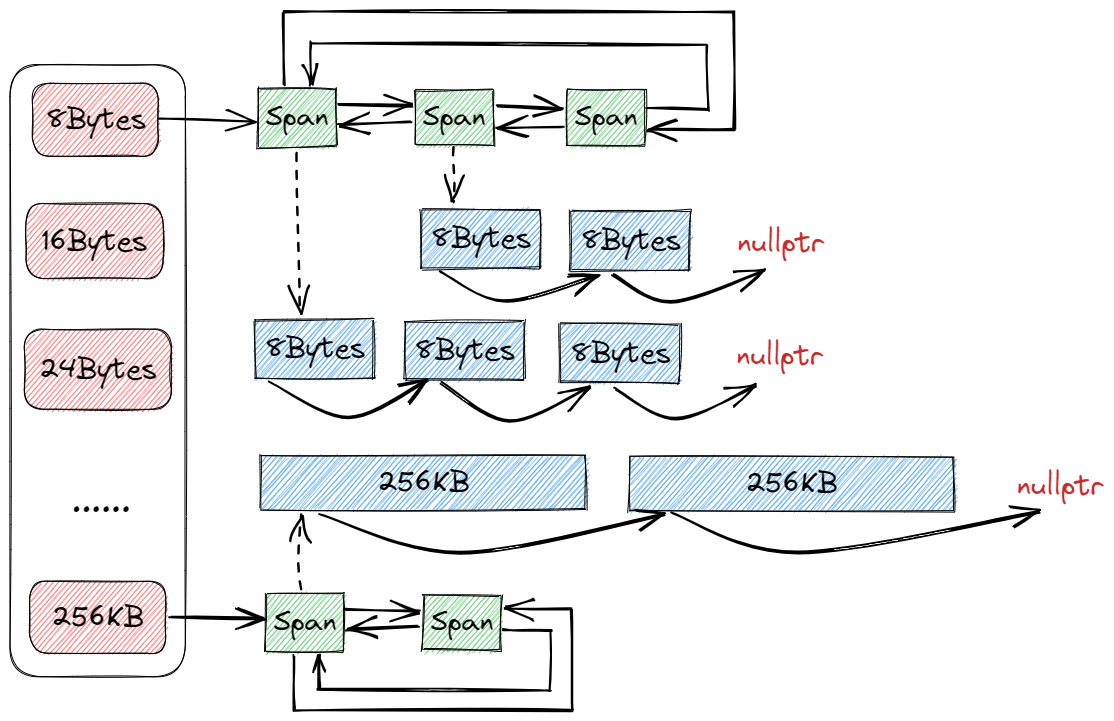 8Bytes
Span
Span
Span
16Bytes
8Bytes
8Bytes
nullptr
24Bytes
8Bytes
8Bytes
8Bytes
nullptr
......
256KB
256KB
nullptr
256KB
Span
Span